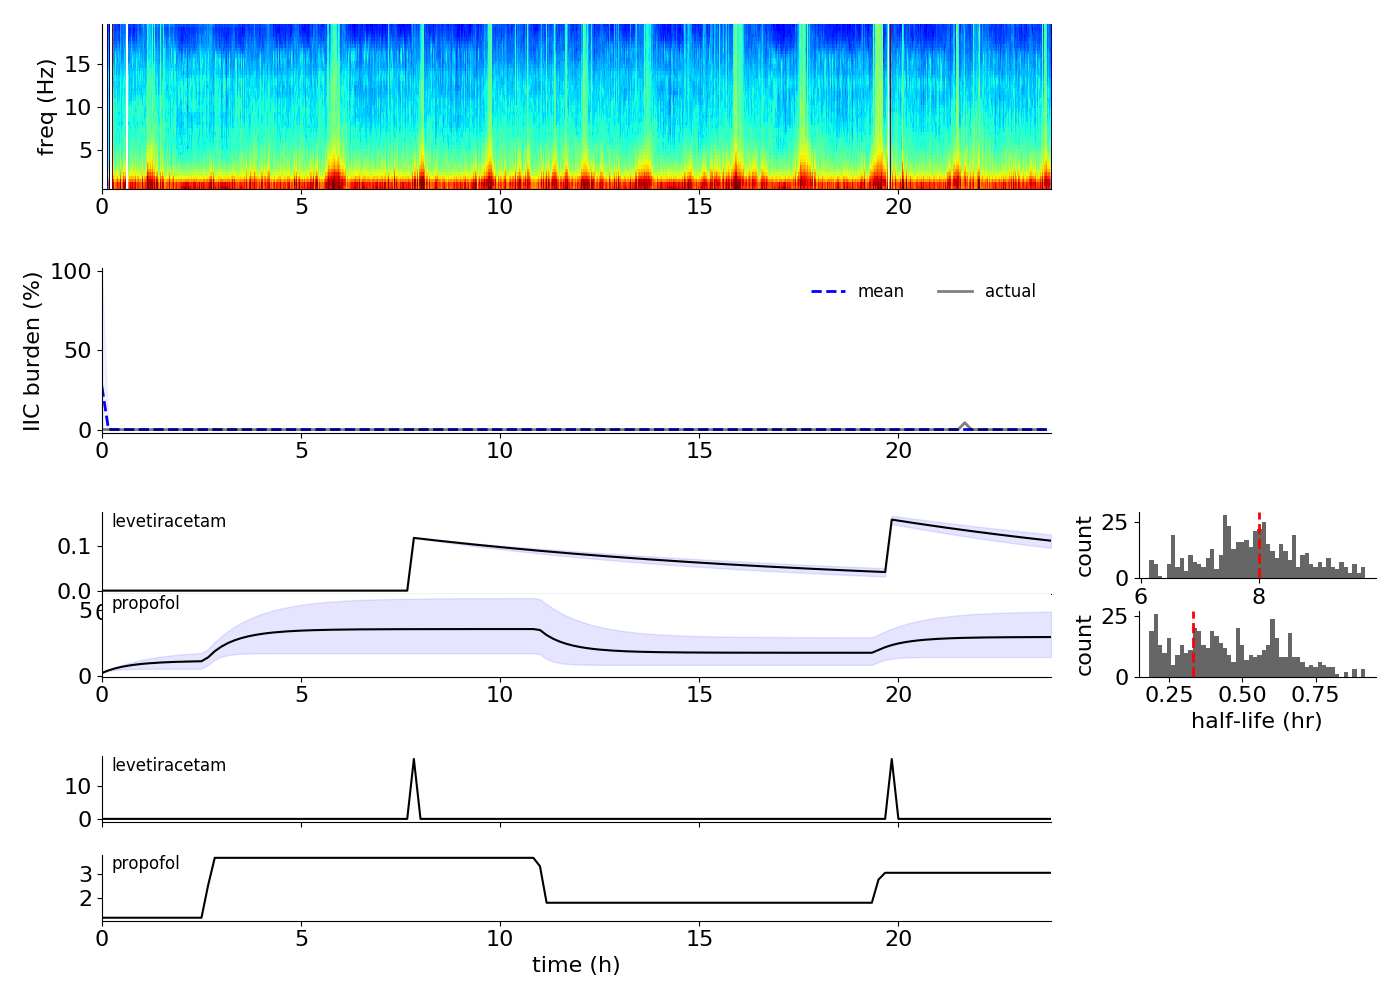 freq (Hz)
15
10
5
0 5 10 15 20
IIC burden (%)
100
50
0
mean actual
0 5 10 15 20
levetiracetam
0.1
0.0
count
25
0
6 8
propofol
5
0
0 5 10 15 20
count
25
0
0.25 0.50 0.75
half-life (hr)
levetiracetam
10
0
propofol
3
2
0 5 10 15 20
time (h)